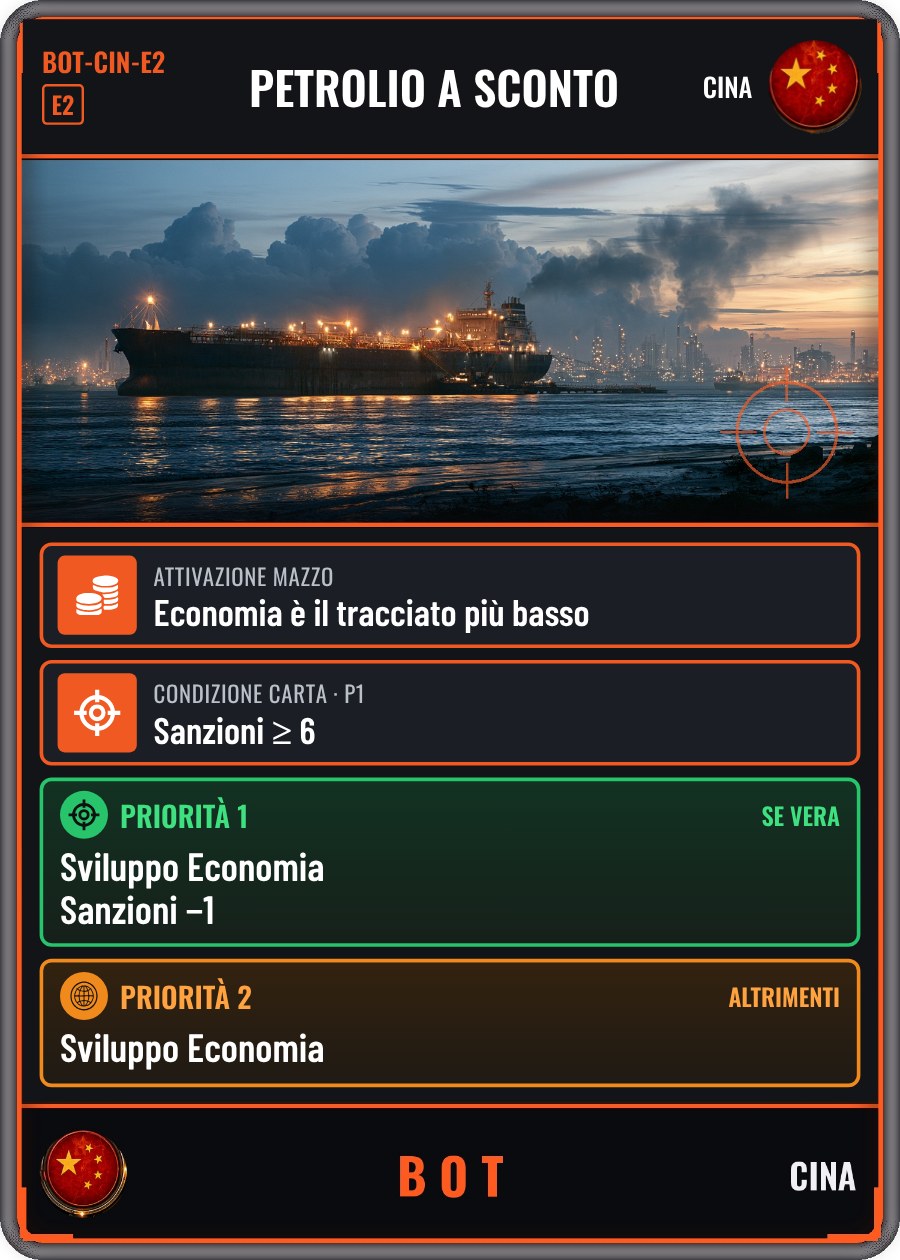 BOT-CIN-E2
E2
PETROLIO A SCONTO
CINA
ATTIVAZIONE MAZZO
Economia è il tracciato più basso
CONDIZIONE CARTA · P1
Sanzioni ≥ 6
PRIORITÀ 1
SE VERA
Sviluppo Economia
Sanzioni –1
PRIORITÀ 2
ALTRIMENTI
Sviluppo Economia
BOT
CINA